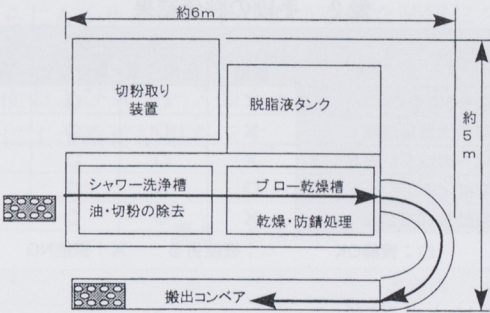 約6m
切粉取り
装置
脱脂液タンク
約5m
シャワー洗浄槽
油・切粉の除去
ブロー乾燥槽
乾燥・防錆処理
搬出コンベア